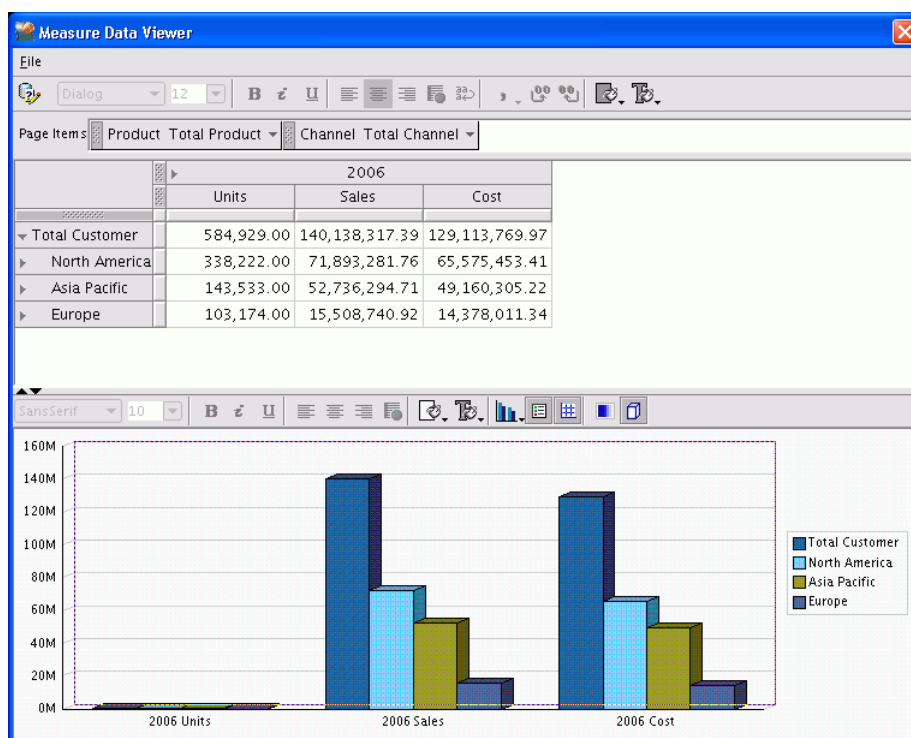 Measure Data Viewer
File
Dialog 12 B i U
Page Items Product Total Product Channel Total Channel
2006
Units Sales Cost
Total Customer 584,929.00 140,138,317.39 129,113,769.97
North America 338,222.00 71,893,281.76 65,575,453.41
Asia Pacific 143,533.00 52,736,294.71 49,160,305.22
Europe 103,174.00 15,508,740.92 14,378,011.34
SansSerif 10 B i U
160M
140M
120M
100M
80M
60M
40M
20M
0M
2006 Units 2006 Sales 2006 Cost
Total Customer
North America
Asia Pacific
Europe